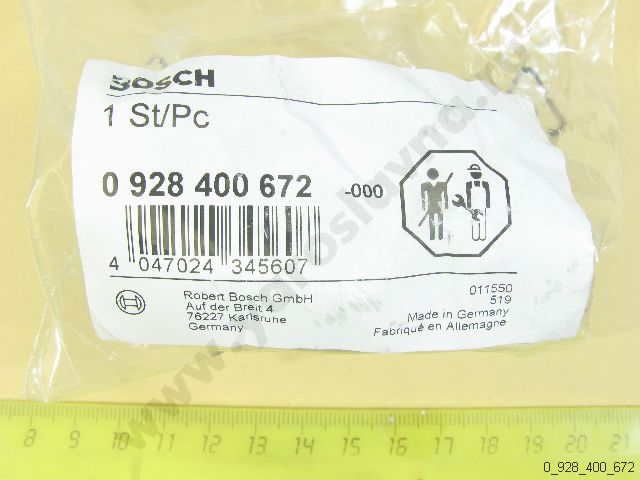 BOSCH
1 St/Pc
0 928 400 672 -000
4 047024 345607
Robert Bosch GmbH
Auf der Breit 4
76227 Karlsruhe
Germany
011550
519
Made in Germany
Fabriqué en Allemagne
8 9 10 11 12 13 14 15 16 17 18 19 20 21
0_928_400_672